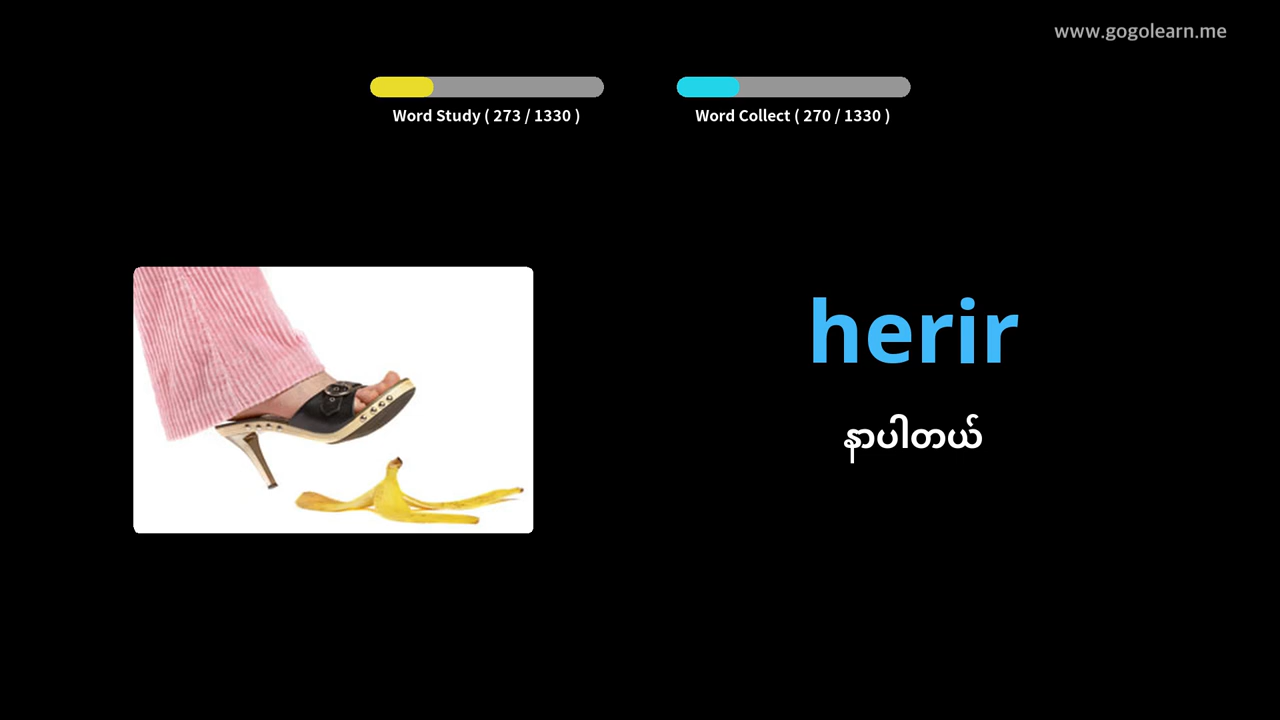 www.gogolearn.me
Word Study ( 273 / 1330 )
Word Collect ( 270 / 1330 )
herir
နာပါတယ်